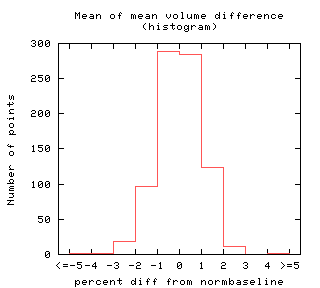 Mean of mean volume difference
(histogram)
300
250
200
150
100
50
0
Number of points
<=-5 -4 -3 -2 -1 0 1 2 3 4 >=5
percent diff from normbaseline